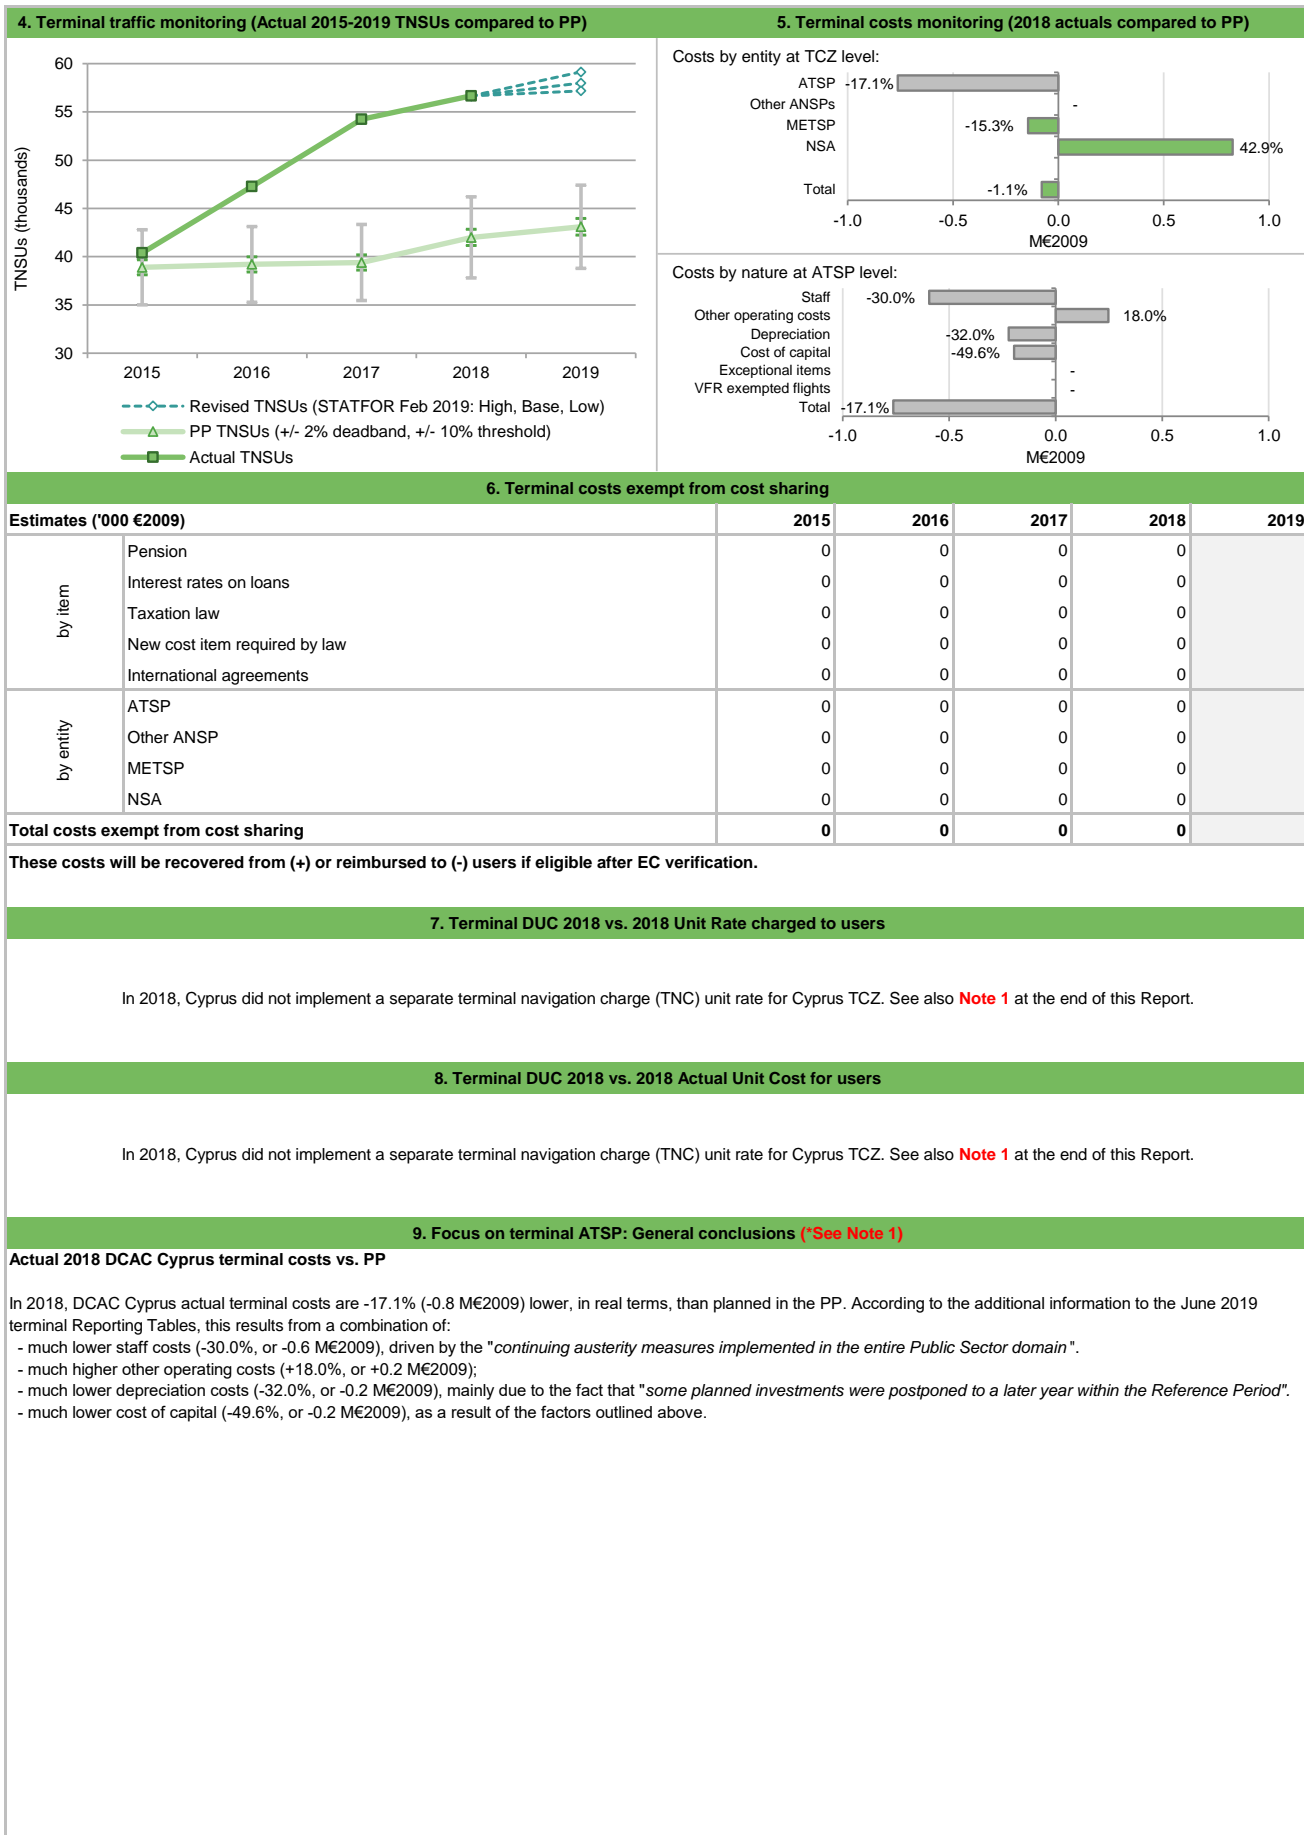 4. Terminal traffic monitoring (Actual 2015-2019 TNSUs compared to PP)
TNSUs (thousands)
60
55
50
45
40
35
30
2015 2016 2017 2018 2019
Revised TNSUs (STATFOR Feb 2019: High, Base, Low)
PP TNSUs (+/- 2% deadband, +/- 10% threshold)
Actual TNSUs
5. Terminal costs monitoring (2018 actuals compared to PP)
Costs by entity at TCZ level:
ATSP -17.1%
Other ANSPs -
METSP -15.3%
NSA 42.9%
Total -1.1%
-1.0 -0.5 0.0 0.5 1.0
M€2009
Costs by nature at ATSP level:
Staff -30.0%
Other operating costs 18.0%
Depreciation -32.0%
Cost of capital -49.6%
Exceptional items -
VFR exempted flights -
Total -17.1%
-1.0 -0.5 0.0 0.5 1.0
M€2009
6. Terminal costs exempt from cost sharing
Estimates ('000 €2009) 2015 2016 2017 2018 2019
by item
Pension 0 0 0 0
Interest rates on loans 0 0 0 0
Taxation law 0 0 0 0
New cost item required by law 0 0 0 0
International agreements 0 0 0 0
by entity
ATSP 0 0 0 0
Other ANSP 0 0 0 0
METSP 0 0 0 0
NSA 0 0 0 0
Total costs exempt from cost sharing 0 0 0 0
These costs will be recovered from (+) or reimbursed to (-) users if eligible after EC verification.
7. Terminal DUC 2018 vs. 2018 Unit Rate charged to users
In 2018, Cyprus did not implement a separate terminal navigation charge (TNC) unit rate for Cyprus TCZ. See also Note 1 at the end of this Report.
8. Terminal DUC 2018 vs. 2018 Actual Unit Cost for users
In 2018, Cyprus did not implement a separate terminal navigation charge (TNC) unit rate for Cyprus TCZ. See also Note 1 at the end of this Report.
9. Focus on terminal ATSP: General conclusions (*See Note 1)
Actual 2018 DCAC Cyprus terminal costs vs. PP
In 2018, DCAC Cyprus actual terminal costs are -17.1% (-0.8 M€2009) lower, in real terms, than planned in the PP. According to the additional information to the June 2019
terminal Reporting Tables, this results from a combination of:
- much lower staff costs (-30.0%, or -0.6 M€2009), driven by the "continuing austerity measures implemented in the entire Public Sector domain".
- much higher other operating costs (+18.0%, or +0.2 M€2009);
- much lower depreciation costs (-32.0%, or -0.2 M€2009), mainly due to the fact that "some planned investments were postponed to a later year within the Reference Period".
- much lower cost of capital (-49.6%, or -0.2 M€2009), as a result of the factors outlined above.